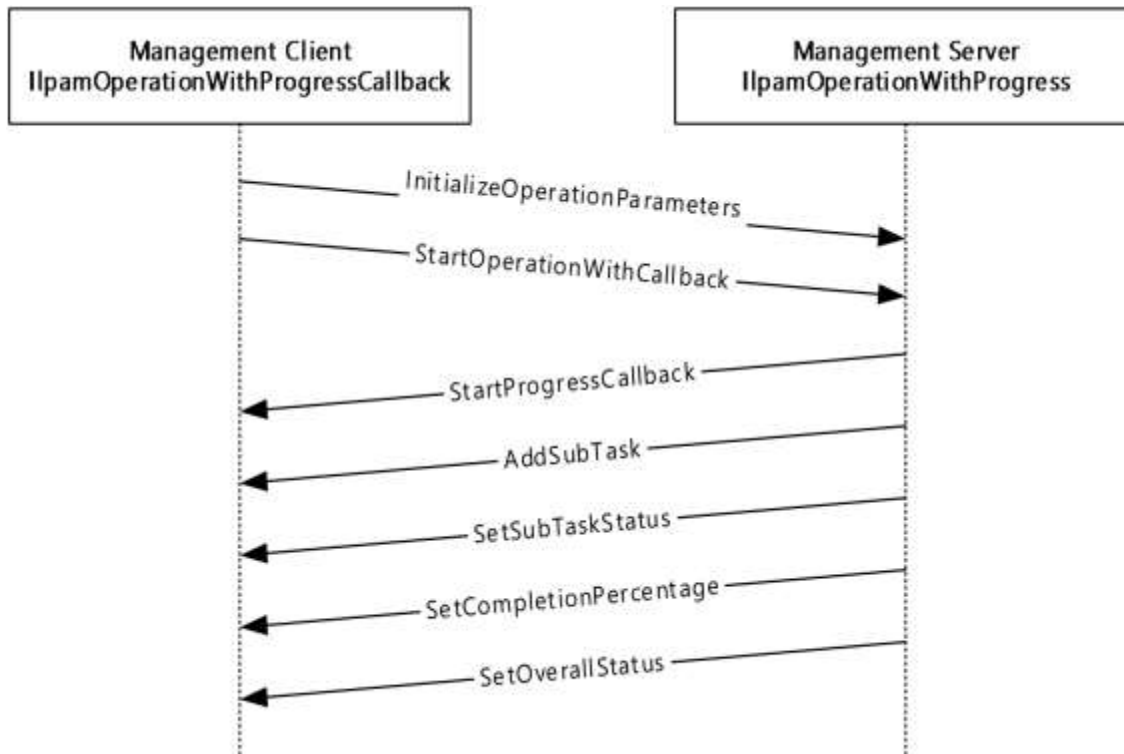 Management Client
IIpamOperationWithProgressCallback
Management Server
IIpamOperationWithProgress
InitializeOperationParameters
StartOperationWithCallback
StartProgressCallback
AddSubTask
SetSubTaskStatus
SetCompletionPercentage
SetOverallStatus